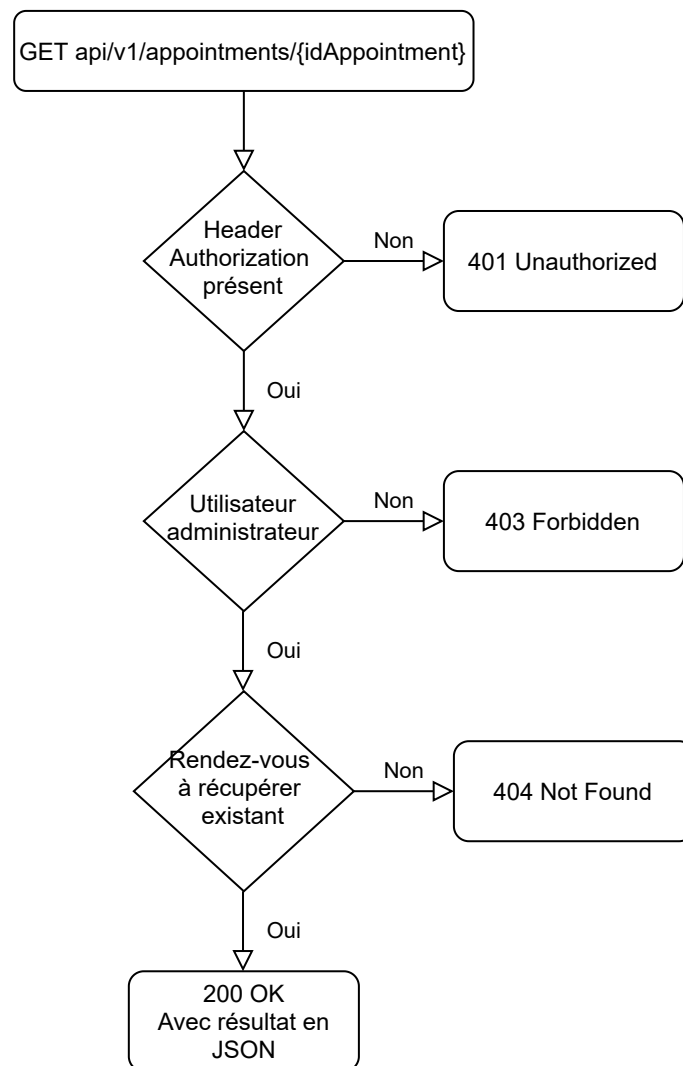 GET api/v1/appointments/{idAppointment}
Header
Authorization
présent
Non
401 Unauthorized
Oui
Utilisateur
administrateur
Non
403 Forbidden
Oui
Rendez-vous
à récupérer
existant
Non
404 Not Found
Oui
200 OK
Avec résultat en
JSON